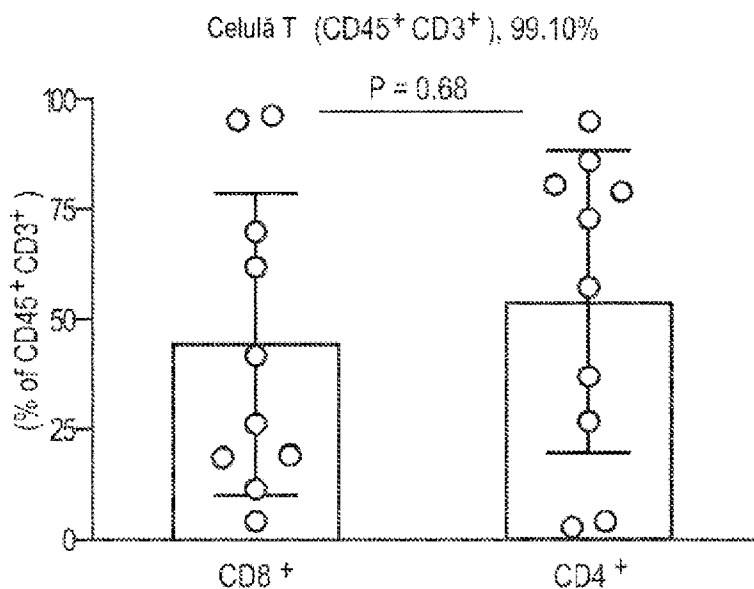 Celulă T (CD45⁺ CD3⁺), 99.10%
P = 0.68
100
75
50
25
0
(% of CD45⁺ CD3⁺)
CD8⁺
CD4⁺